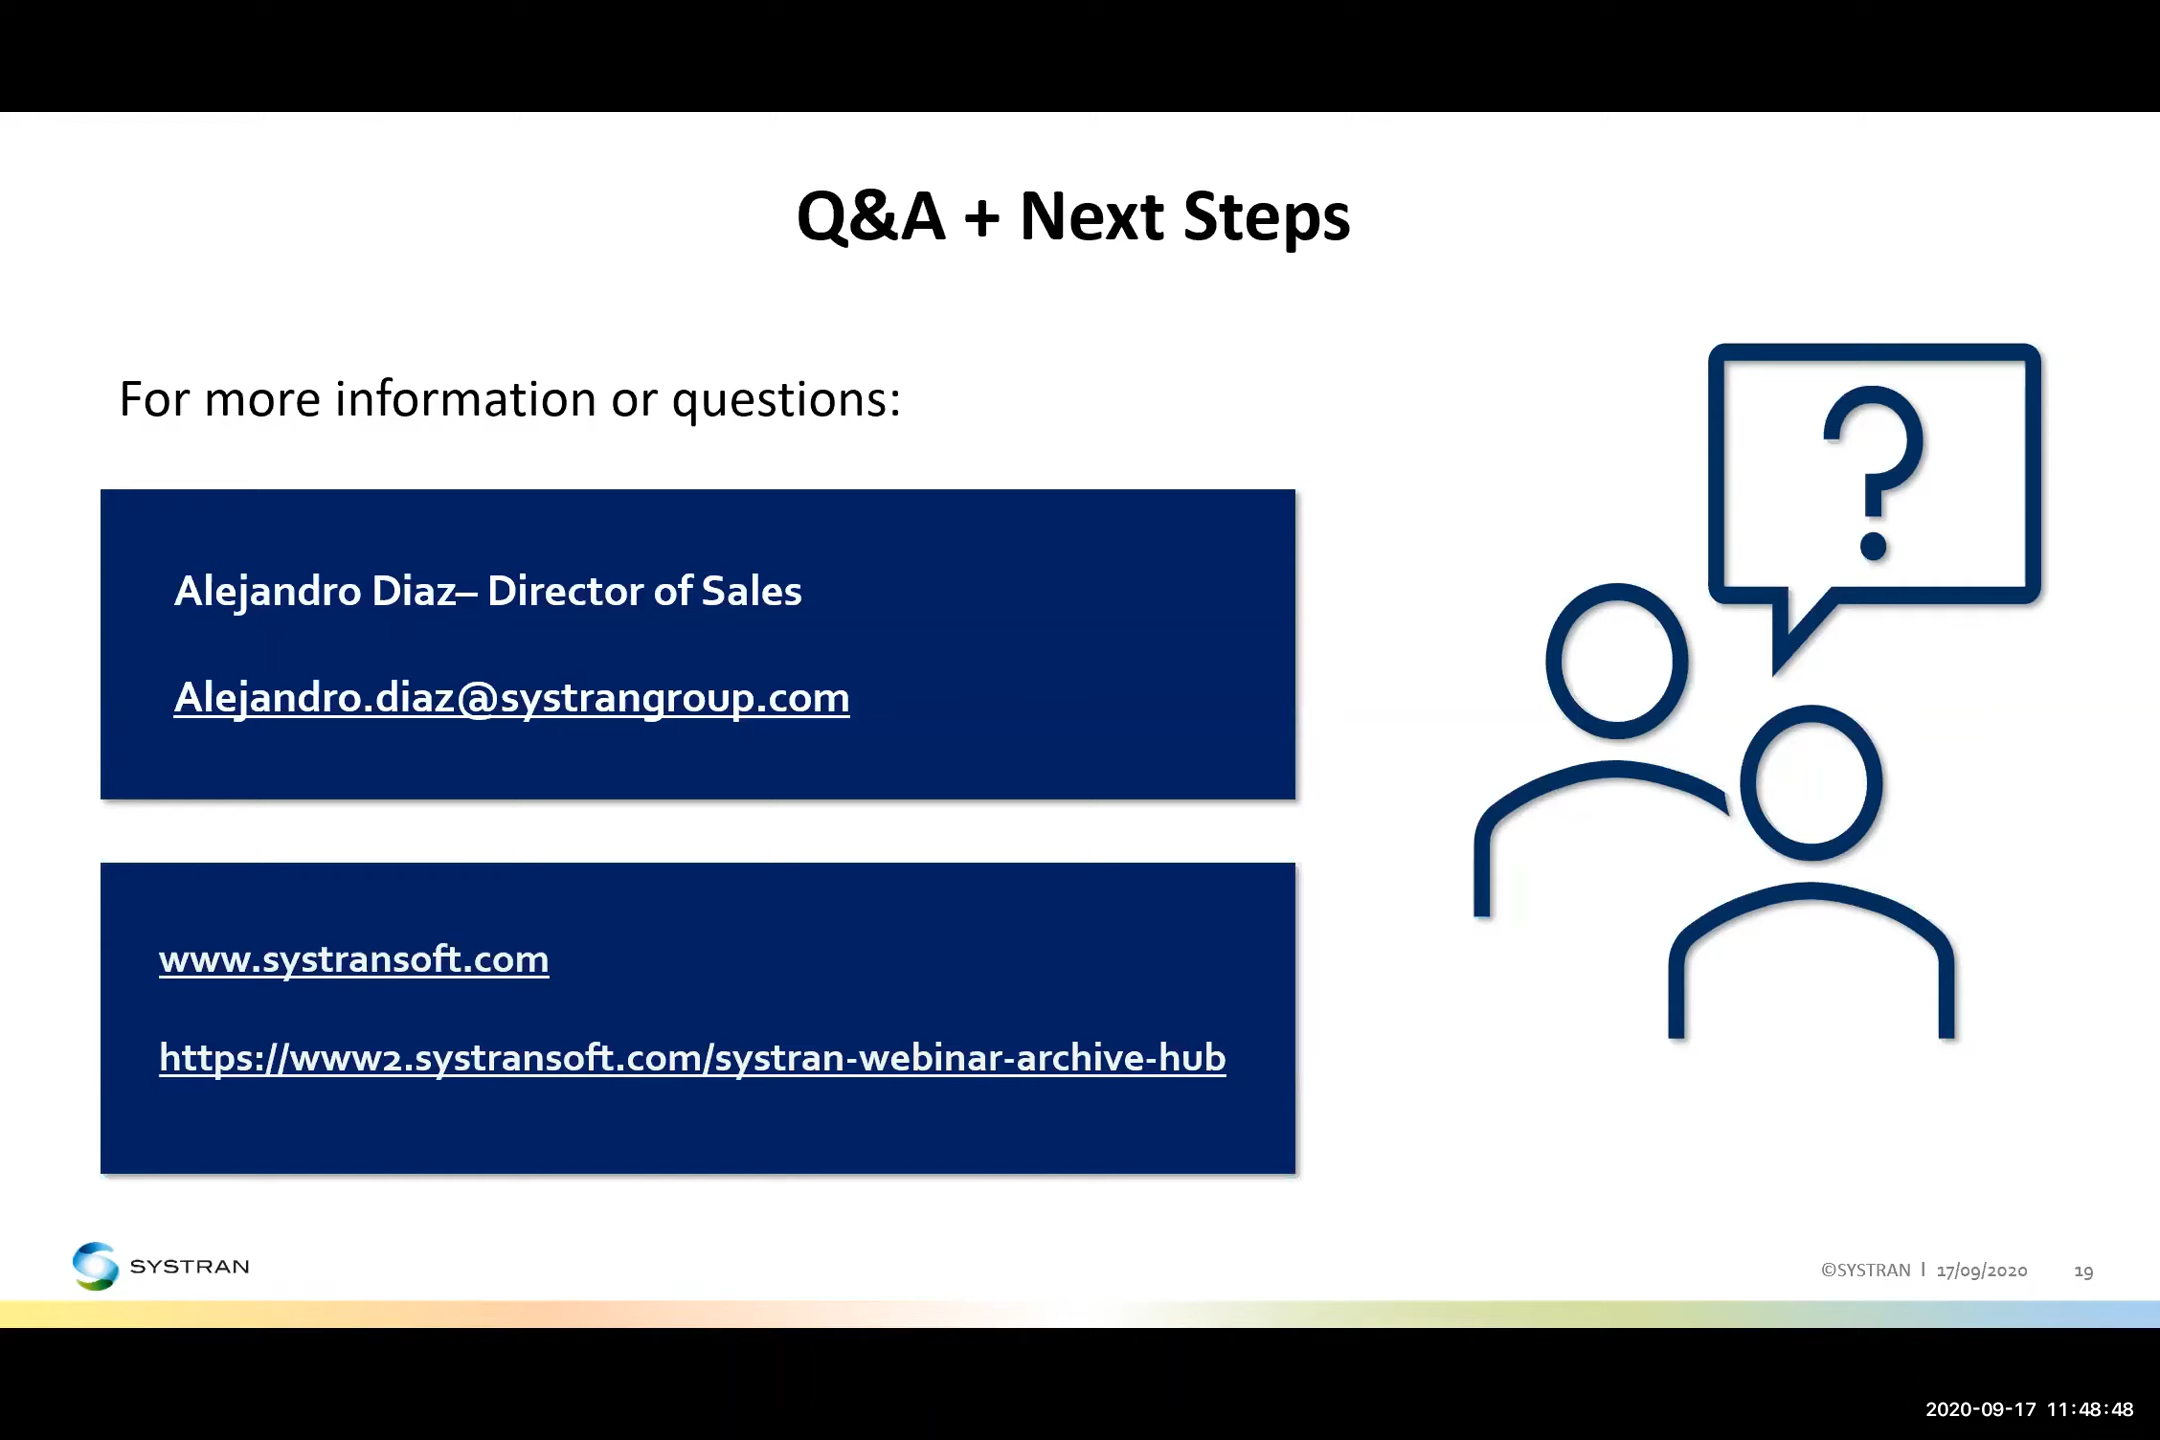 Q&A + Next Steps
For more information or questions:
?
Alejandro Diaz– Director of Sales
Alejandro.diaz@systrangroup.com
www.systransoft.com
https://www2.systransoft.com/systran-webinar-archive-hub
SYSTRAN
©SYSTRAN | 17/09/2020 19
2020-09-17 11:48:48